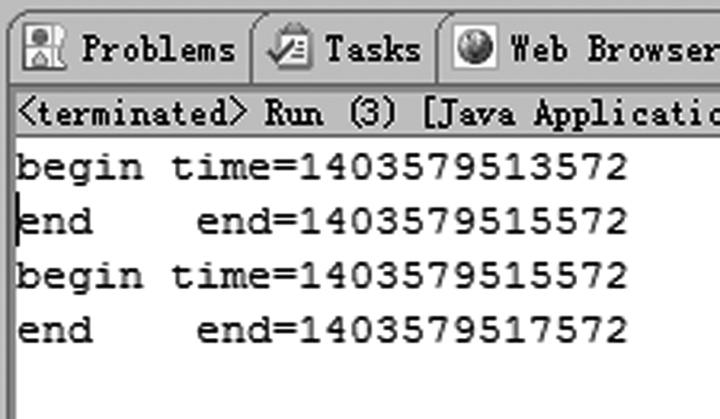 Problems Tasks Web Browser
<terminated> Run (3) [Java Applicatio
begin time=1403579513572
end    end=1403579515572
begin time=1403579515572
end    end=1403579517572